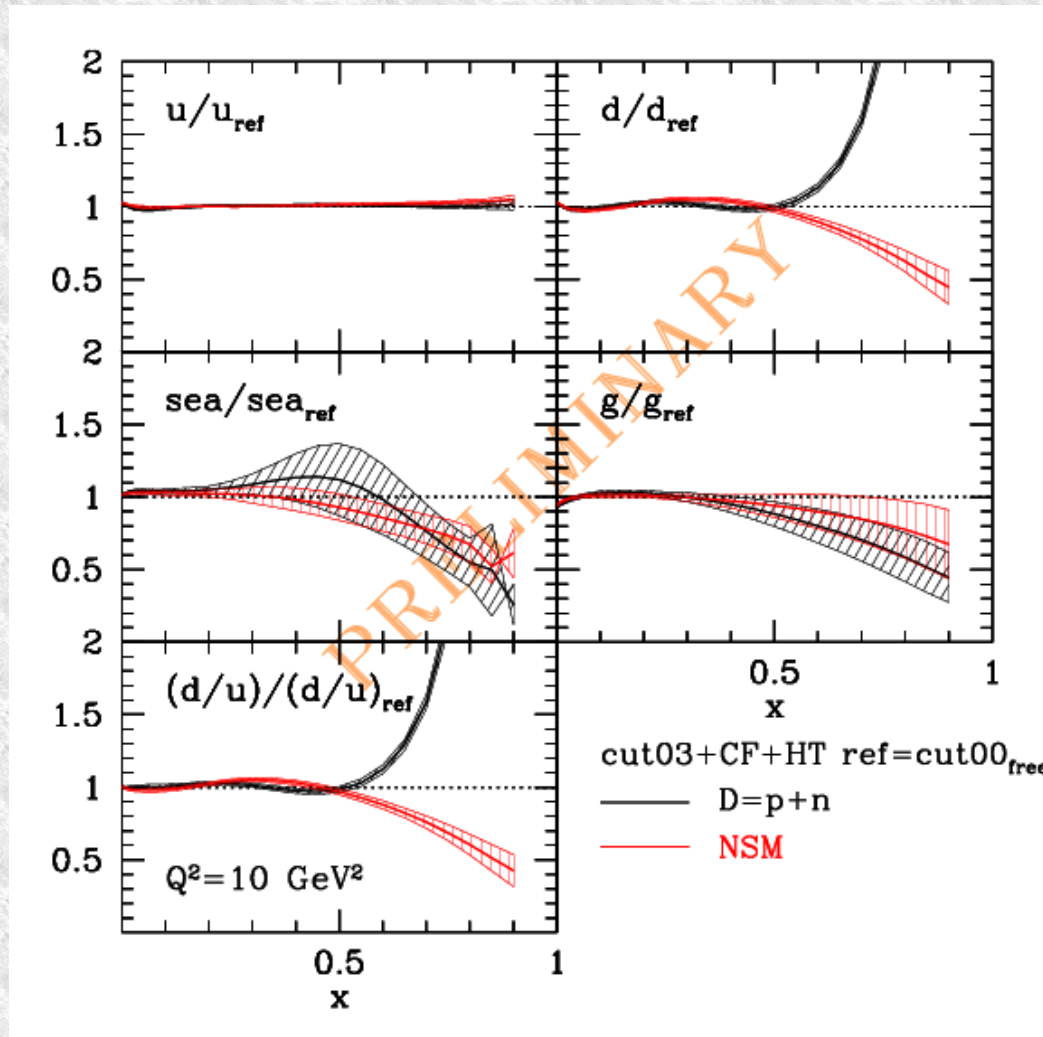 2
1.5
1
0.5
u/u_ref
d/d_ref
2
1.5
1
0.5
sea/sea_ref
g/g_ref
2
1.5
1
0.5
(d/u)/(d/u)_ref
Q²=10 GeV²
0.5
x
1
0.5
x
1
cut03+CF+HT ref=cut00_free
D=p+n
NSM
PRELIMINARY